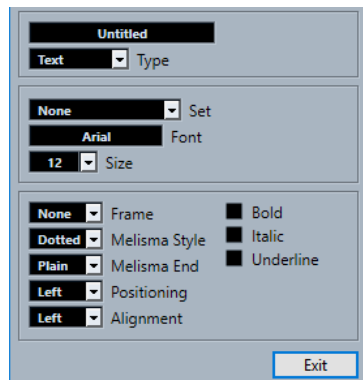 Untitled
Text Type
None Set
Arial Font
12 Size
None Frame Bold
Dotted Melisma Style Italic
Plain Melisma End Underline
Left Positioning
Left Alignment
Exit